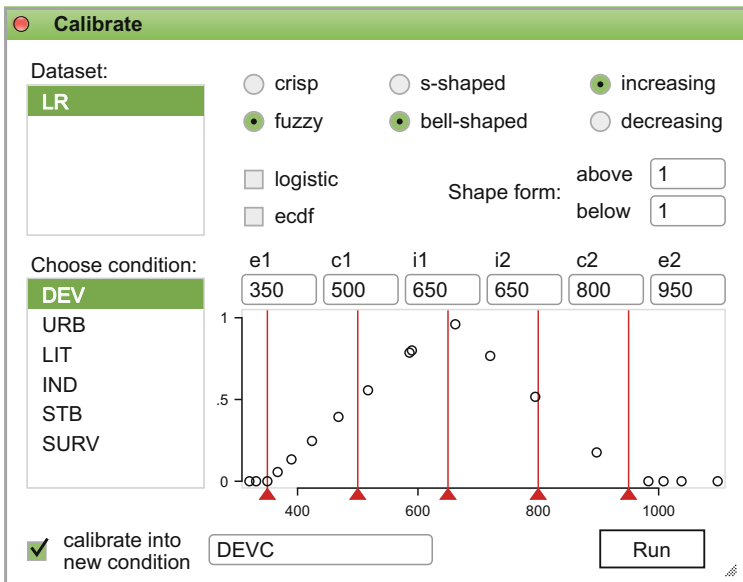 Calibrate
Dataset:
LR
crisp
s-shaped
increasing
fuzzy
bell-shaped
decreasing
logistic
ecdf
Shape form:
above 1
below 1
Choose condition:
DEV
URB
LIT
IND
STB
SURV
e1 c1 i1 i2 c2 e2
350 500 650 650 800 950
1
.5
0
400 600 800 1000
calibrate into
new condition
DEVC
Run